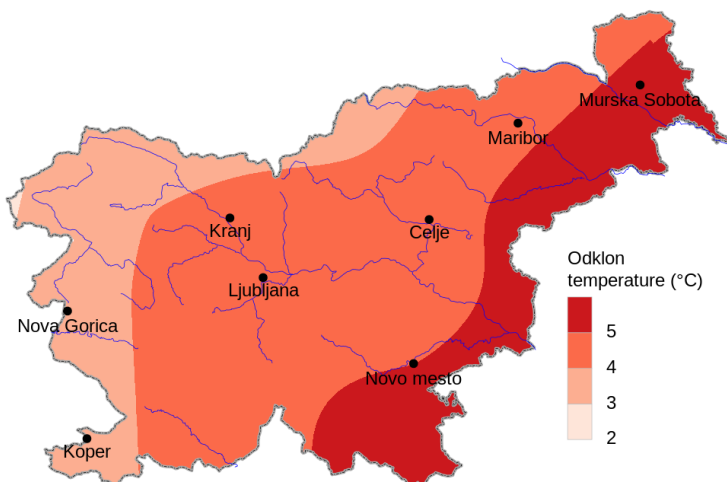 Murska Sobota
Maribor
Kranj
Celje
Ljubljana
Nova Gorica
Novo mesto
Koper
Odklon
temperature (°C)
5
4
3
2